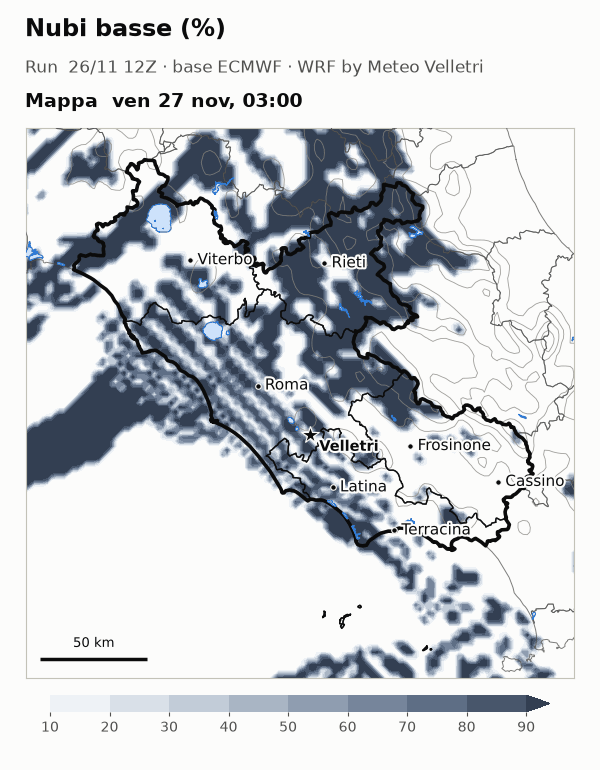 Nubi basse (%)
Run 26/11 12Z · base ECMWF · WRF by Meteo Velletri
Mappa ven 27 nov, 03:00
Viterbo
Rieti
Roma
Velletri
Frosinone
Cassino
Latina
Terracina
50 km
10 20 30 40 50 60 70 80 90